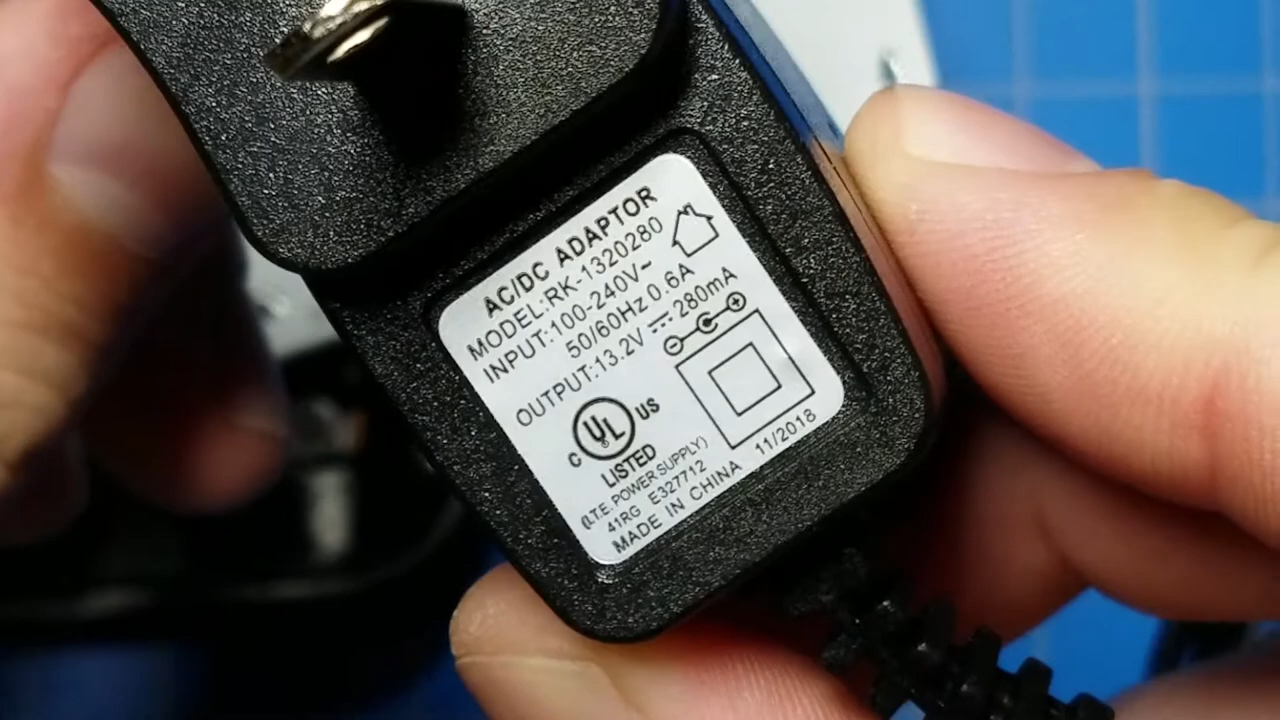 AC/DC ADAPTOR
MODEL:RK-1320280
INPUT:100-240V~
50/60Hz 0.6A
OUTPUT:13.2V ⎓ 280mA
UL
C US
LISTED
(I.T.E. POWER SUPPLY)
41RG E327712
MADE IN CHINA 11/2018